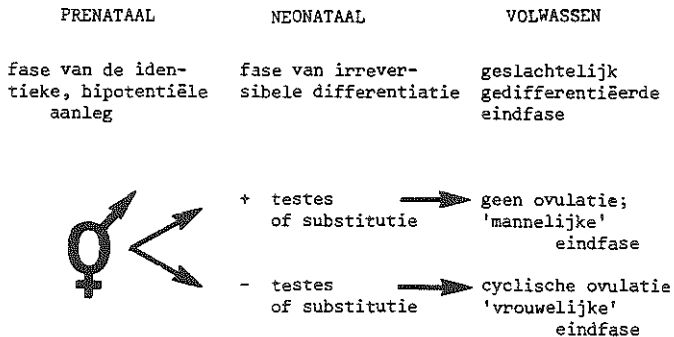 PRENATAAL NEONATAAL VOLWASSEN
fase van de iden- fase van irrever- geslachtelijk
tieke, bipotentiële sibele differentiatie gedifferentiëerde
aanleg eindfase
+ testes geen ovulatie;
of substitutie 'mannelijke'
eindfase
- testes cyclische ovulatie
of substitutie 'vrouwelijke'
eindfase